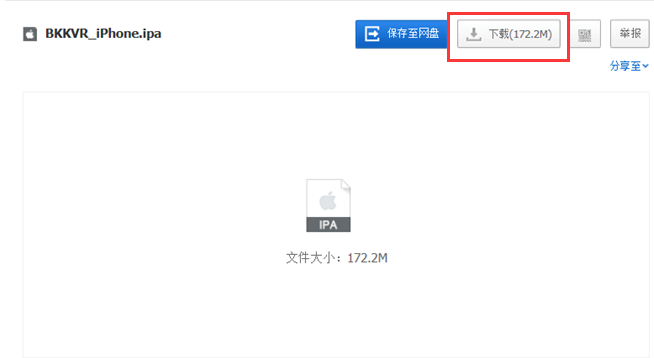 BKKVR_iPhone.ipa
保存至网盘
下载(172.2M)
举报
分享至
IPA
文件大小：172.2M